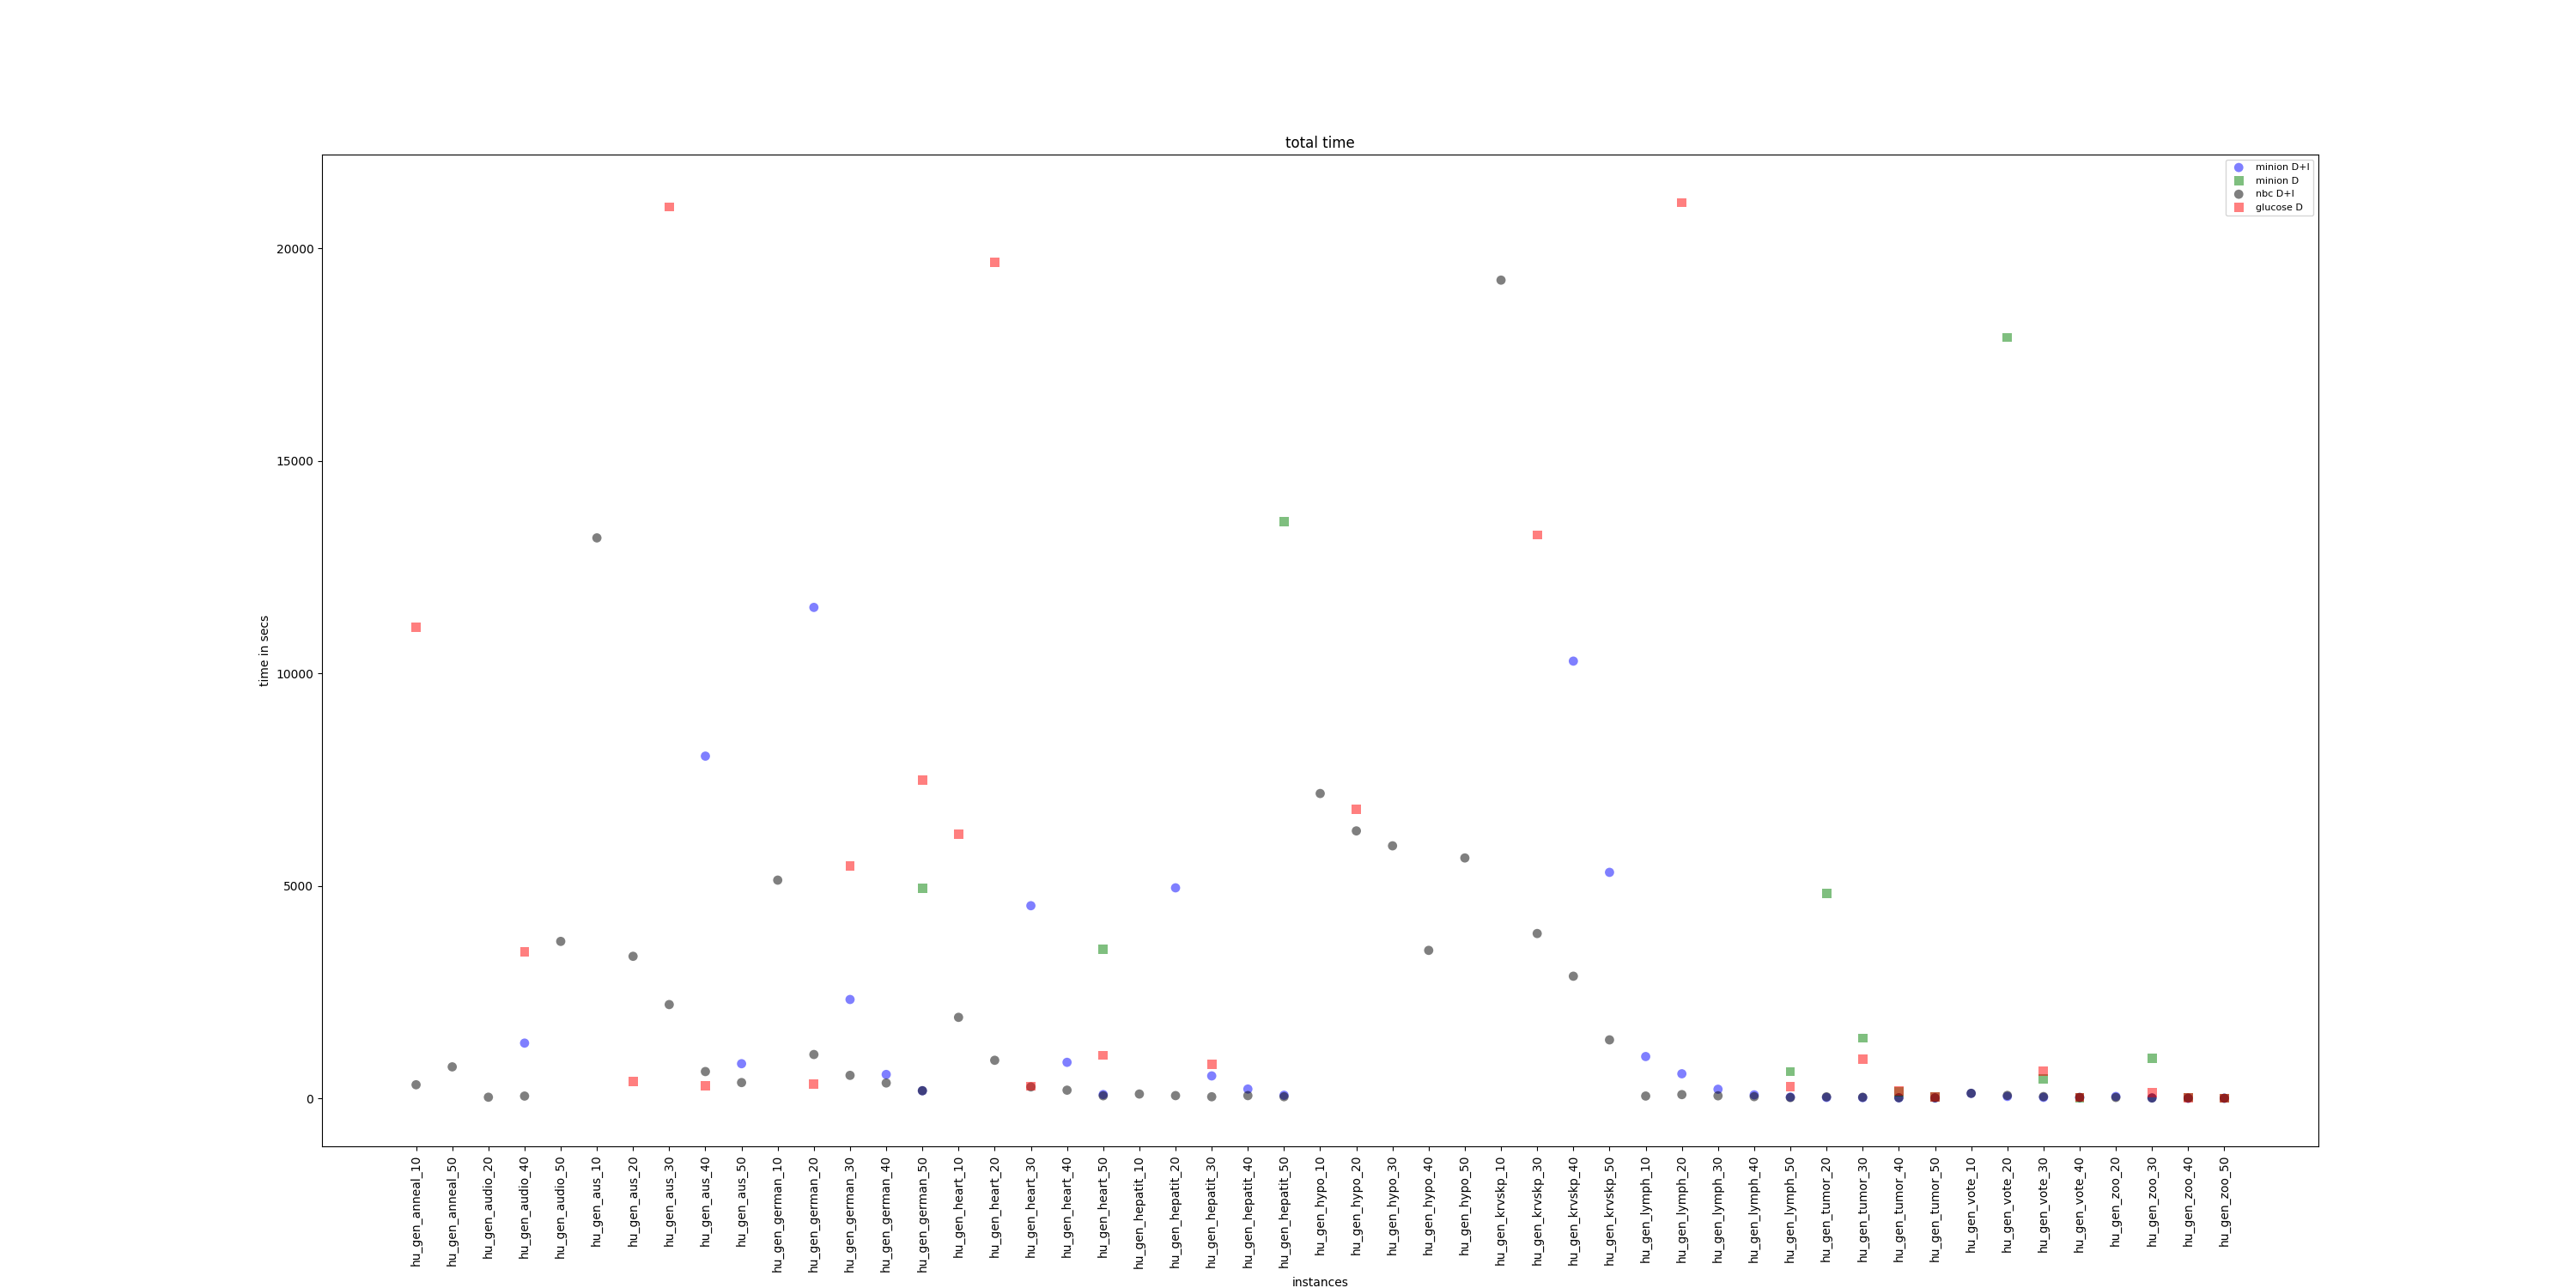 total time
minion D+I
minion D
nbc D+I
glucose D
time in secs
20000
15000
10000
5000
0
hu_gen_anneal_10
hu_gen_anneal_50
hu_gen_audio_20
hu_gen_audio_40
hu_gen_audio_50
hu_gen_aus_10
hu_gen_aus_20
hu_gen_aus_30
hu_gen_aus_40
hu_gen_aus_50
hu_gen_german_10
hu_gen_german_20
hu_gen_german_30
hu_gen_german_40
hu_gen_german_50
hu_gen_heart_10
hu_gen_heart_20
hu_gen_heart_30
hu_gen_heart_40
hu_gen_heart_50
hu_gen_hepatit_10
hu_gen_hepatit_20
hu_gen_hepatit_30
hu_gen_hepatit_40
hu_gen_hepatit_50
hu_gen_hypo_10
hu_gen_hypo_20
hu_gen_hypo_30
hu_gen_hypo_40
hu_gen_hypo_50
hu_gen_krvskp_10
hu_gen_krvskp_30
hu_gen_krvskp_40
hu_gen_krvskp_50
hu_gen_lymph_10
hu_gen_lymph_20
hu_gen_lymph_30
hu_gen_lymph_40
hu_gen_lymph_50
hu_gen_tumor_20
hu_gen_tumor_30
hu_gen_tumor_40
hu_gen_tumor_50
hu_gen_vote_10
hu_gen_vote_20
hu_gen_vote_30
hu_gen_vote_40
hu_gen_zoo_20
hu_gen_zoo_30
hu_gen_zoo_40
hu_gen_zoo_50
instances